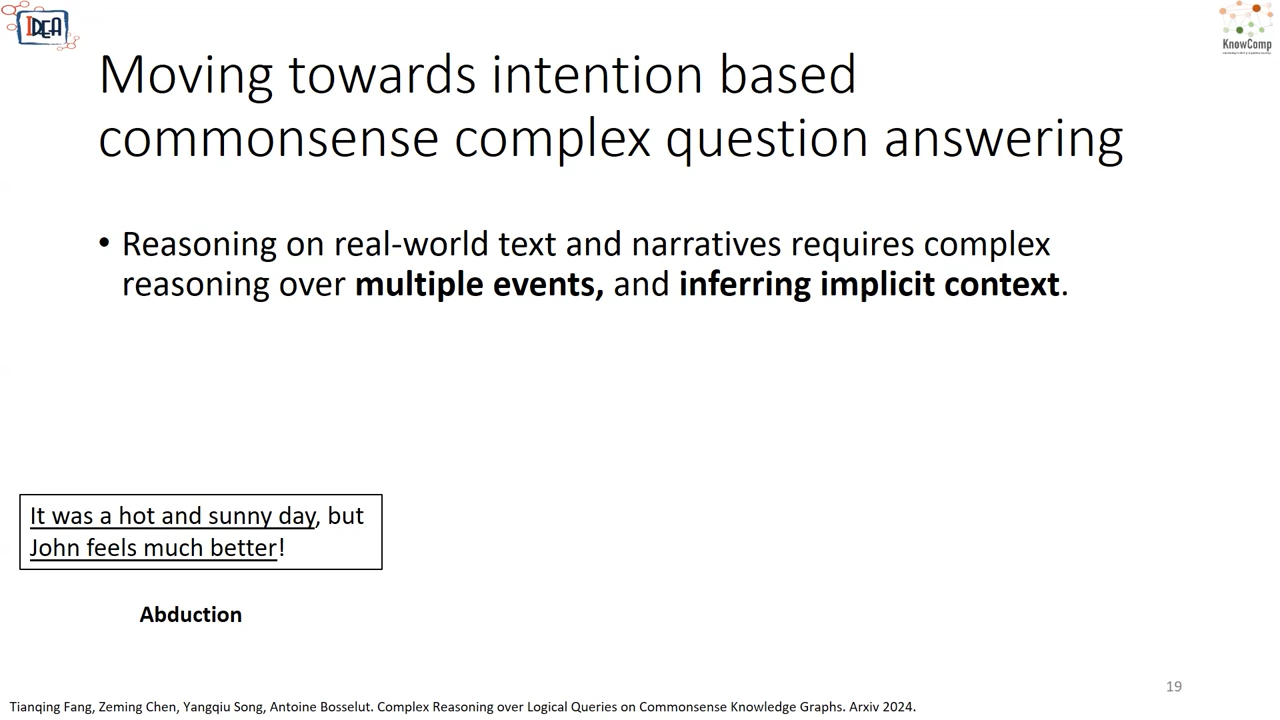 IDEA
KnowComp
Moving towards intention based
commonsense complex question answering
• Reasoning on real-world text and narratives requires complex
reasoning over multiple events, and inferring implicit context.
It was a hot and sunny day, but
John feels much better!
Abduction
19
Tianqing Fang, Zeming Chen, Yangqiu Song, Antoine Bosselut. Complex Reasoning over Logical Queries on Commonsense Knowledge Graphs. Arxiv 2024.